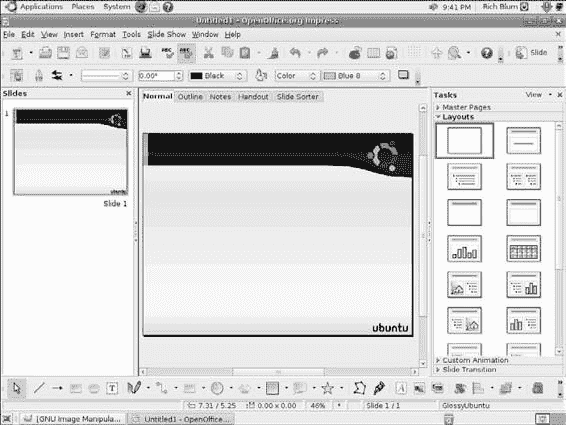 Applications Places System 9:41 PM Rich Blum
Untitled1 - OpenOffice.org Impress
File Edit View Insert Format Tools Slide Show Window Help
ABC ABC Slide
0.00" Black Color Blue 8
Slides
Normal Outline Notes Handout Slide Sorter
Tasks View
Master Pages
Layouts
1
ubuntu
Slide 1
ubuntu
Custom Animation
Slide Transition
T A
7.31 / 5.25 0.00 x 0.00 46% * Slide 1 / 1 GlossyUbuntu
[GNU Image Manipula... Untitled1 - OpenOffice...